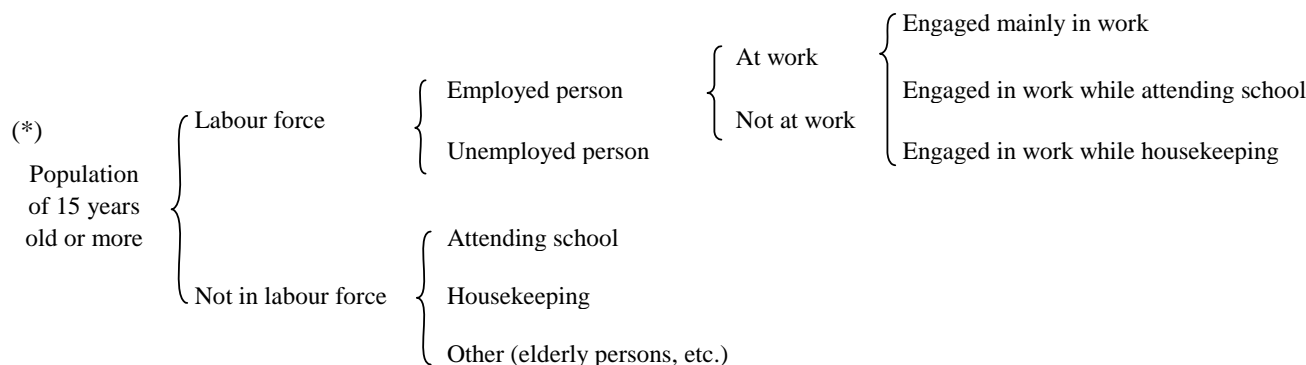 (*)
Population
of 15 years
old or more
Labour force
Employed person
At work
Engaged mainly in work
Engaged in work while attending school
Engaged in work while housekeeping
Not at work
Unemployed person
Not in labour force
Attending school
Housekeeping
Other (elderly persons, etc.)